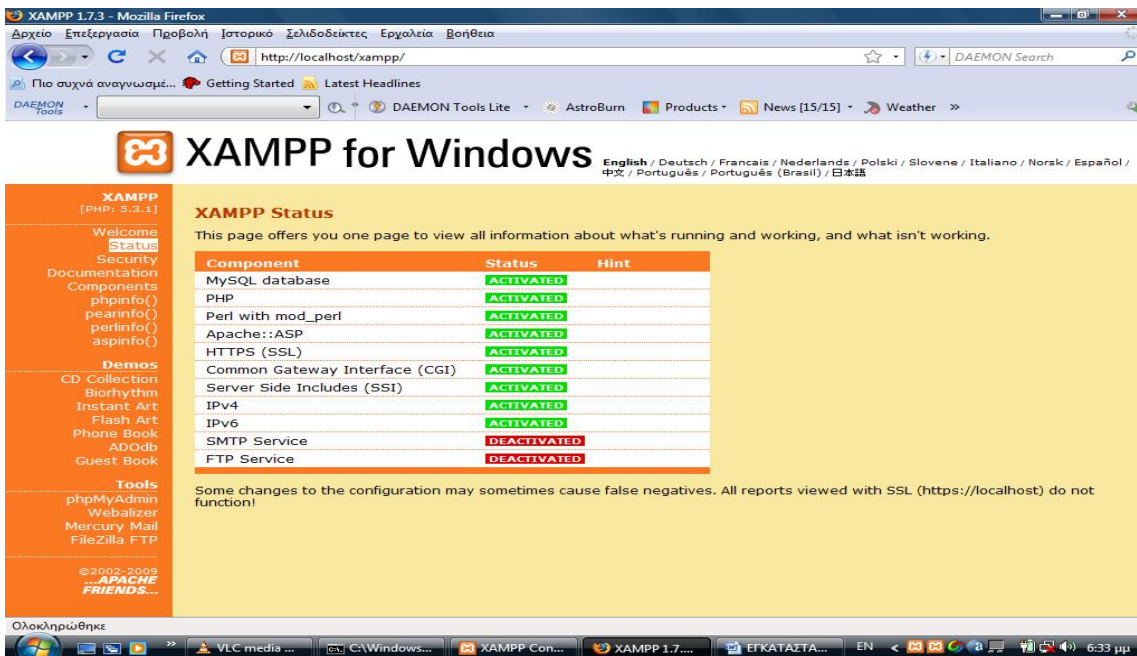 XAMPP 1.7.3 - Mozilla Firefox
Αρχείο Επεξεργασία Προβολή Ιστορικό Σελιδοδείκτες Εργαλεία Βοήθεια
http://localhost/xampp/
DAEMON Search
Πιο συχνά αναγνωσμέ... Getting Started Latest Headlines
DAEMON Tools
DAEMON Tools Lite AstroBurn Products News [15/15] Weather »
XAMPP for Windows
English / Deutsch / Francais / Nederlands / Polski / Slovene / Italiano / Norsk / Español /
中文 / Português / Português (Brasil) / 日本語
XAMPP
[PHP: 5.3.1]
Welcome
Status
Security
Documentation
Components
phpinfo()
pearinfo()
perlinfo()
aspinfo()
Demos
CD Collection
Biorhythm
Instant Art
Flash Art
Phone Book
ADOdb
Guest Book
Tools
phpMyAdmin
Webalizer
Mercury Mail
FileZilla FTP
©2002-2009
...APACHE
FRIENDS...
XAMPP Status
This page offers you one page to view all information about what's running and working, and what isn't working.
Component Status Hint
MySQL database ACTIVATED
PHP ACTIVATED
Perl with mod_perl ACTIVATED
Apache::ASP ACTIVATED
HTTPS (SSL) ACTIVATED
Common Gateway Interface (CGI) ACTIVATED
Server Side Includes (SSI) ACTIVATED
IPv4 ACTIVATED
IPv6 ACTIVATED
SMTP Service DEACTIVATED
FTP Service DEACTIVATED
Some changes to the configuration may sometimes cause false negatives. All reports viewed with SSL (https://localhost) do not
function!
Ολοκληρώθηκε
» VLC media ... C:\Windows... XAMPP Con... XAMPP 1.7.... ΕΓΚΑΤΑΣΤΑ... EN < 6:33 μμ